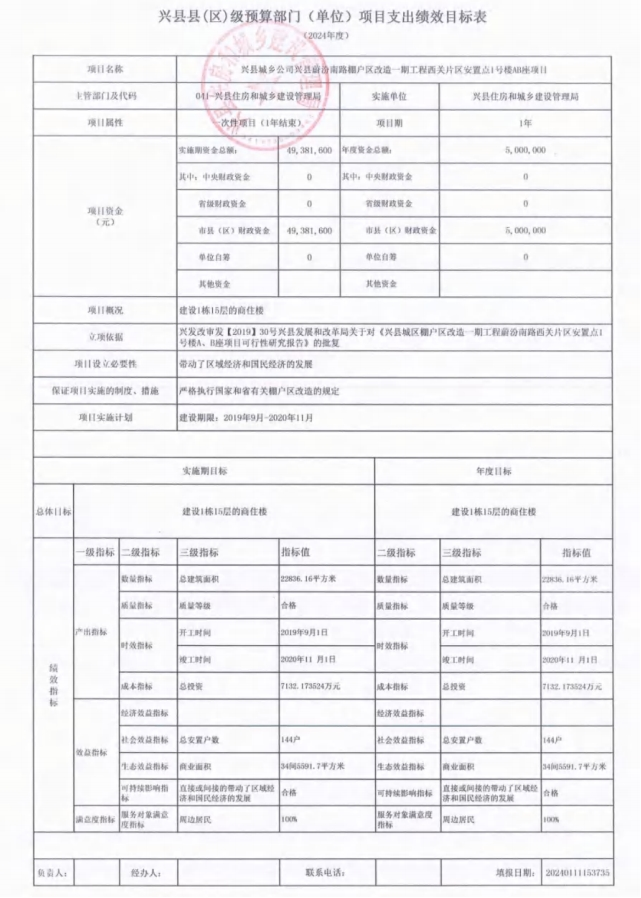 兴县县(区)级预算部门（单位）项目支出绩效目标表
（2024年度）
项目名称 兴县城乡公司兴县蔚汾南路棚户区改造一期工程西关片区安置点1号楼AB座项目
主管部门及代码 041-兴县住房和城乡建设管理局 实施单位 兴县住房和城乡建设管理局
项目属性 一次性项目（1年结束） 项目期 1年
项目资金
（元）
实施期资金总额： 49,381,600 年度资金总额： 5,000,000
其中：中央财政资金 0 其中：中央财政资金 0
省级财政资金 0 省级财政资金 0
市县（区）财政资金 49,381,600 市县（区）财政资金 5,000,000
单位自筹 0 单位自筹 0
其他资金 其他资金
项目概况 建设1栋15层的商住楼
立项依据 兴发改审发【2019】30号兴县发展和改革局关于对《兴县城区棚户区改造一期工程蔚汾南路西关片区安置点1
号楼A、B座项目可行性研究报告》的批复
项目设立必要性 带动了区域经济和国民经济的发展
保证项目实施的制度、措施 严格执行国家和省有关棚户区改造的规定
项目实施计划 建设期限：2019年9月-2020年11月
实施期目标 年度目标
总体目标 建设1栋15层的商住楼 建设1栋15层的商住楼
绩效指标
一级指标 二级指标 三级指标 指标值 二级指标 三级指标 指标值
产出指标
数量指标 总建筑面积 22836.16平方米 数量指标 总建筑面积 22836.16平方米
质量指标 质量等级 合格 质量指标 质量等级 合格
时效指标 开工时间 2019年9月1日 时效指标 开工时间 2019年9月1日
竣工时间 2020年11 月1日 竣工时间 2020年11 月1日
成本指标 总投资 7132.173524万元 成本指标 总投资 7132.173524万元
效益指标
经济效益指标 经济效益指标
社会效益指标 总安置户数 144户 社会效益指标 总安置户数 144户
生态效益指标 商业面积 34间5591.7平方米 生态效益指标 商业面积 34间5591.7平方米
可持续影响指标 直接或间接的带动了区域经济和国民经济的发展 合格 可持续影响指标 直接或间接的带动了区域经济和国民经济的发展 合格
满意度指标 服务对象满意度指标 周边居民 100% 服务对象满意度指标 周边居民 100%
负责人： 经办人： 联系电话： 填报日期： 20240111153735